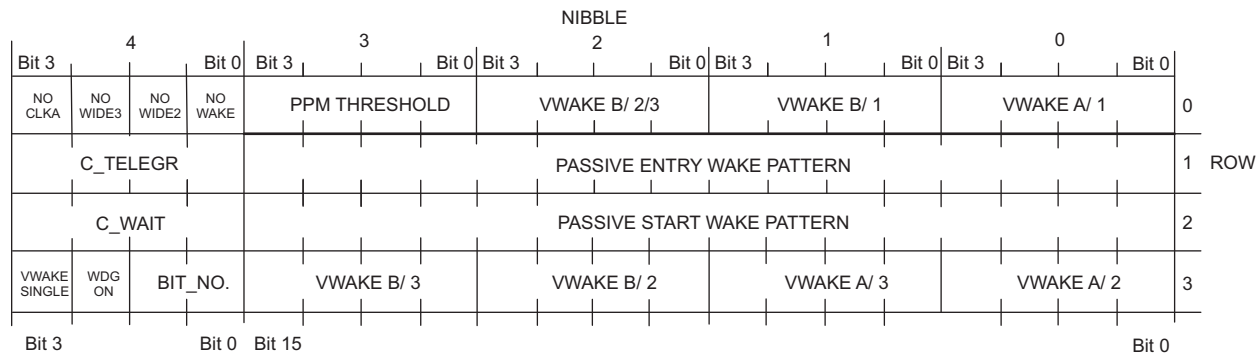 NIBBLE
4 3 2 1 0
Bit 3 Bit 0 Bit 3 Bit 0 Bit 3 Bit 0 Bit 3 Bit 0 Bit 3 Bit 0
NO CLKA NO WIDE3 NO WIDE2 NO WAKE PPM THRESHOLD VWAKE B/ 2/3 VWAKE B/ 1 VWAKE A/ 1 0
C_TELEGR PASSIVE ENTRY WAKE PATTERN 1 ROW
C_WAIT PASSIVE START WAKE PATTERN 2
VWAKE SINGLE WDG ON BIT_NO. VWAKE B/ 3 VWAKE B/ 2 VWAKE A/ 3 VWAKE A/ 2 3
Bit 3 Bit 0 Bit 15 Bit 0